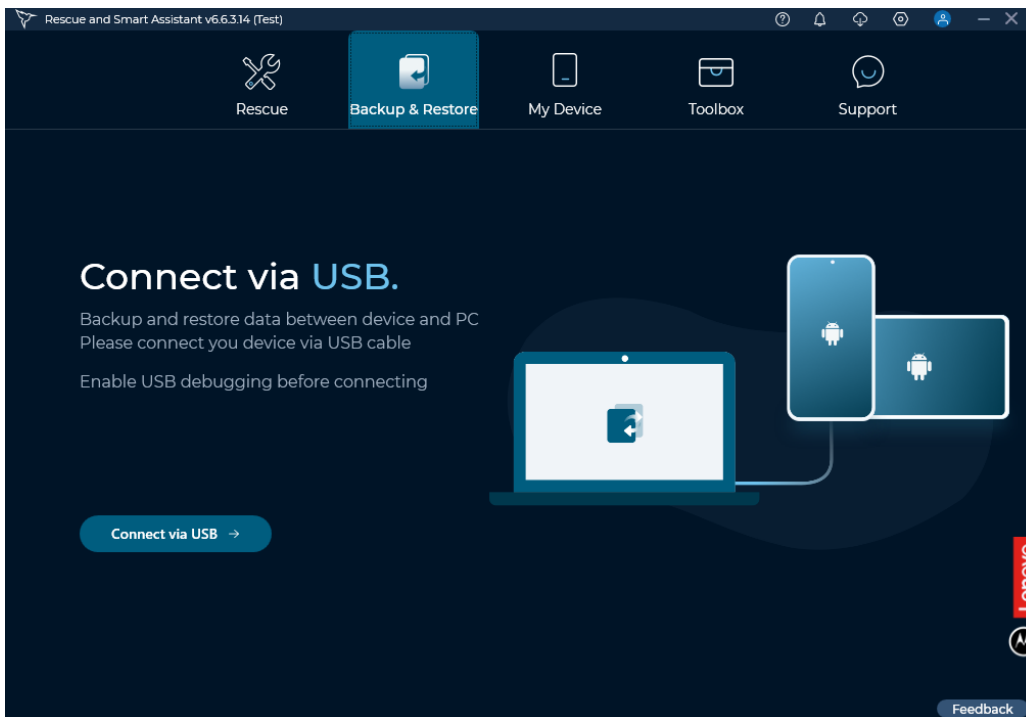 Rescue and Smart Assistant v6.6.3.14 (Test)
Rescue
Backup & Restore
My Device
Toolbox
Support
Connect via USB.
Backup and restore data between device and PC
Please connect you device via USB cable
Enable USB debugging before connecting
Connect via USB →
Lenovo
Feedback